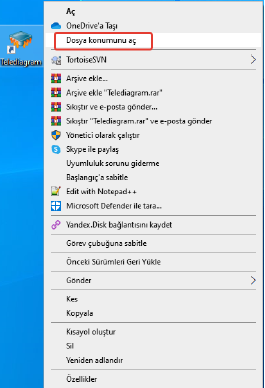 Telediagram
Aç
OneDrive'a Taşı
Dosya konumunu aç
TortoiseSVN
Arşive ekle...
Arşive ekle "Telediagram.rar"
Sıkıştır ve e-posta gönder...
Sıkıştır "Telediagram.rar" ve e-posta gönder
Yönetici olarak çalıştır
Skype ile paylaş
Uyumluluk sorunu giderme
Başlangıç'a sabitle
Edit with Notepad++
Microsoft Defender ile tara...
Yandex.Disk bağlantısını kaydet
Görev çubuğuna sabitle
Önceki Sürümleri Geri Yükle
Gönder
Kes
Kopyala
Kısayol oluştur
Sil
Yeniden adlandır
Özellikler